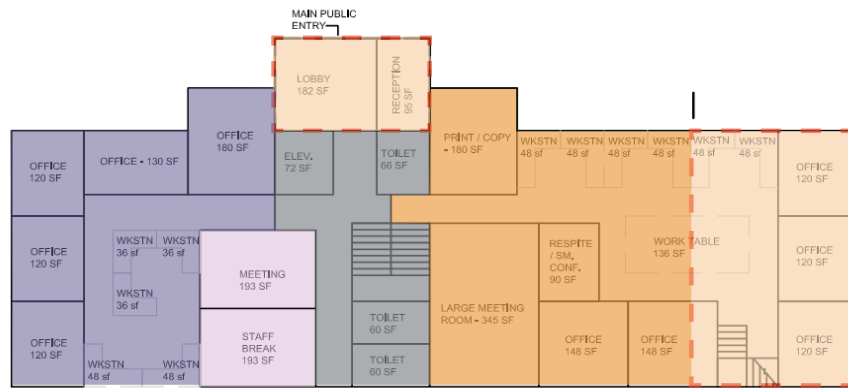 MAIN PUBLIC
ENTRY
LOBBY
182 SF
RECEPTION
95 SF
OFFICE
180 SF
PRINT / COPY
- 180 SF
OFFICE
120 SF
OFFICE - 130 SF
ELEV.
72 SF
TOILET
66 SF
WKSTN
48 sf
WKSTN
48 sf
WKSTN
48 sf
WKSTN
48 sf
WKSTN
48 sf
WKSTN
48 sf
OFFICE
120 SF
OFFICE
120 SF
WKSTN
36 sf
WKSTN
36 sf
WKSTN
36 sf
MEETING
193 SF
RESPITE
/ SM.
CONF.
90 SF
WORK TABLE
136 SF
OFFICE
120 SF
OFFICE
120 SF
WKSTN
48 sf
WKSTN
48 sf
STAFF
BREAK
193 SF
TOILET
60 SF
TOILET
60 SF
LARGE MEETING
ROOM - 345 SF
OFFICE
148 SF
OFFICE
148 SF
OFFICE
120 SF